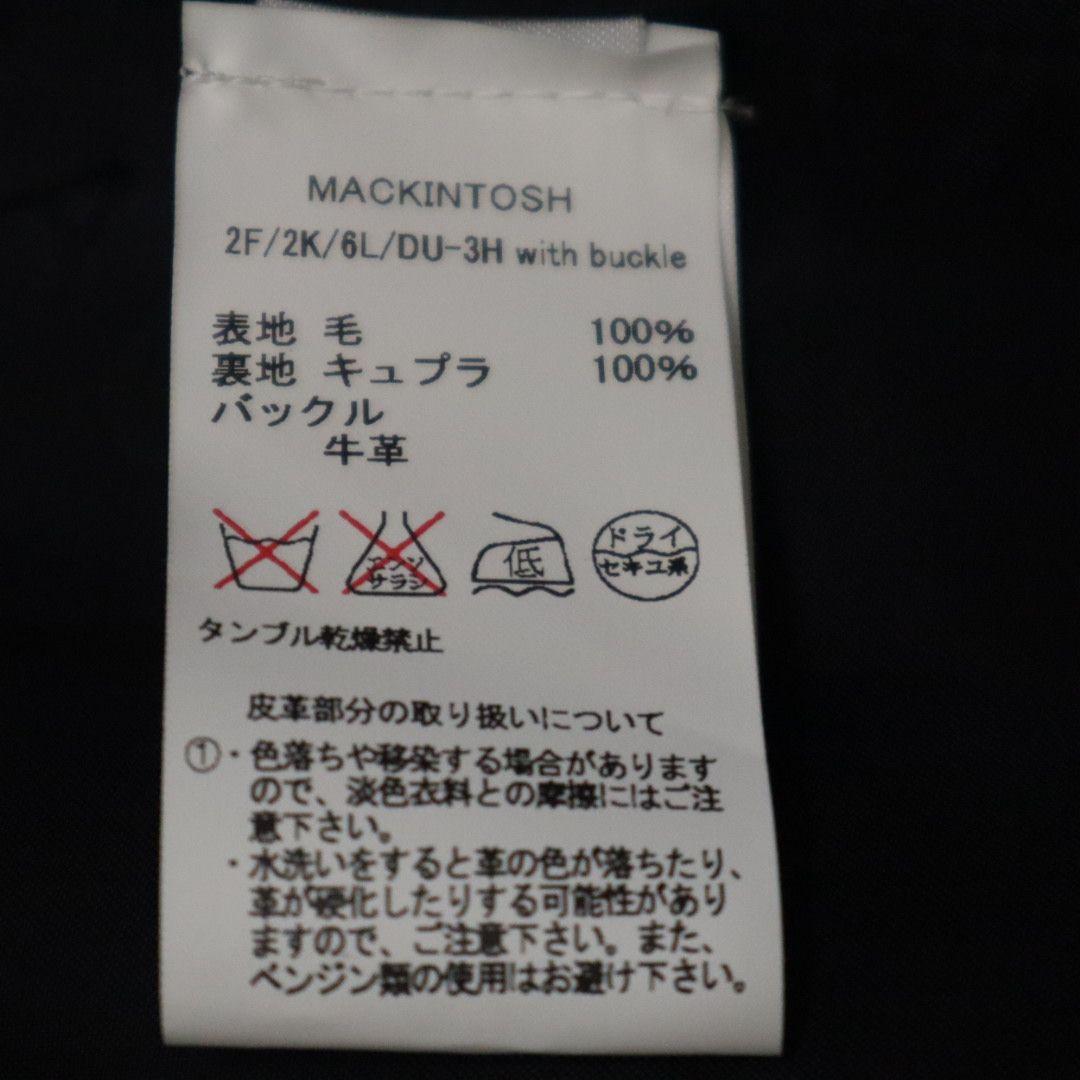 MACKINTOSH
2F/2K/6L/DU-3H with buckle
表地 毛 100%
裏地 キュプラ 100%
バックル
牛革
エンソ
サラシ
低
ドライ
セキユ系
タンブル乾燥禁止
皮革部分の取り扱いについて
①・色落ちや移染する場合があります
ので、淡色衣料との摩擦にはご注
意下さい。
・水洗いをすると革の色が落ちたり、
革が硬化したりする可能性があり
ますので、ご注意下さい。また、
ベンジン類の使用はお避け下さい。